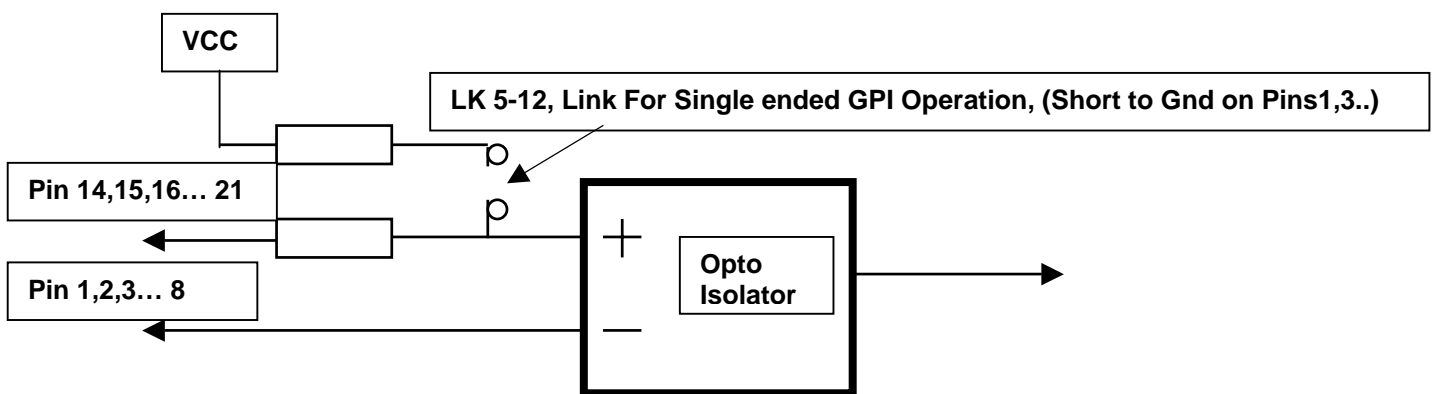 VCC
LK 5-12, Link For Single ended GPI Operation, (Short to Gnd on Pins1,3..)
Pin 14,15,16… 21
Pin 1,2,3… 8
+
Opto
Isolator
—